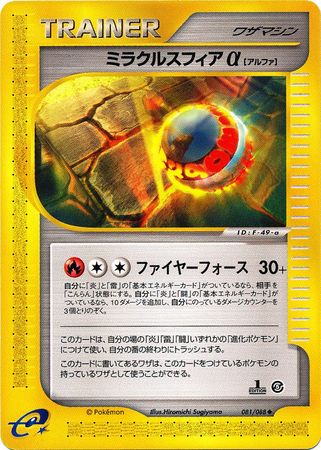 TRAINER
ワザマシン
ミラクルスフィアα[アルファ]
ID:F-49-a
ファイヤーフォース 30+
自分に「炎」と「雷」の「基本エネルギーカード」がついているなら、相手を
「こんらん」状態にする。自分に「炎」と「闘」の「基本エネルギーカード」が
ついているなら、10ダメージを追加し、自分にのっているダメージカウンターを
3個とりのぞく。
このカードは、自分の場の「炎」「雷」「闘」いずれかの「進化ポケモン」
につけて使い、自分の番の終わりにトラッシュする。
このカードに書いてあるワザは、このカードをつけているポケモンの
持っているワザとして使うことができる。
1
EDITION
e
©Pokémon
Illus.Hiromichi Sugiyama
081/088 ◆